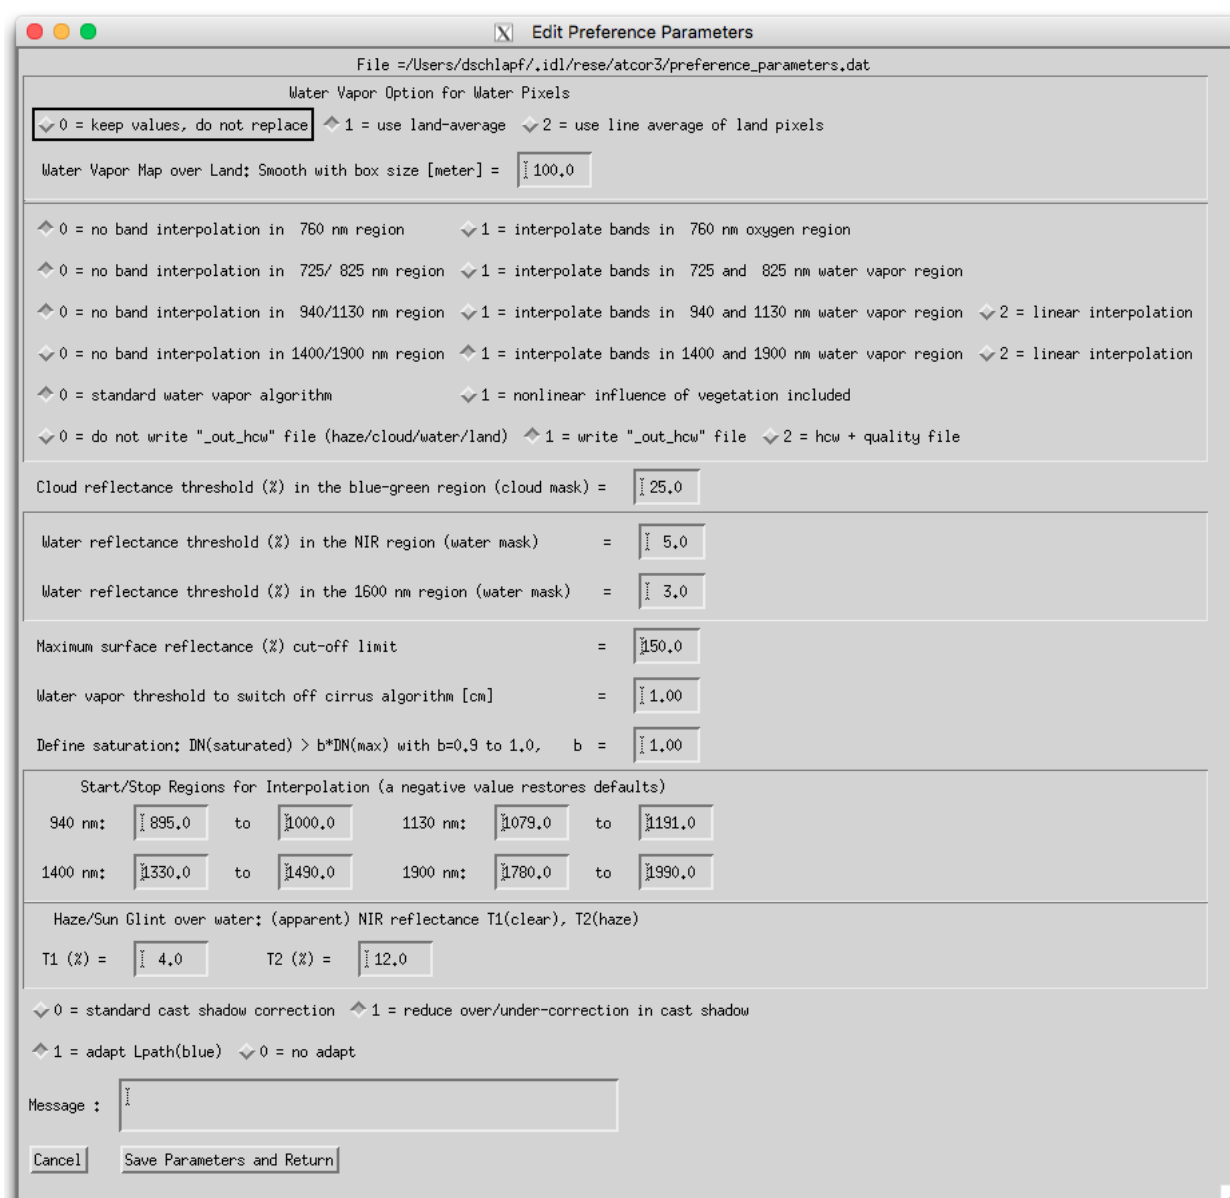 X Edit Preference Parameters
File =/Users/dschlapf/.idl/rese/atcor3/preference_parameters.dat
Water Vapor Option for Water Pixels
0 = keep values, do not replace 1 = use land-average 2 = use line average of land pixels
Water Vapor Map over Land: Smooth with box size [meter] = 100.0
0 = no band interpolation in 760 nm region 1 = interpolate bands in 760 nm oxygen region
0 = no band interpolation in 725/ 825 nm region 1 = interpolate bands in 725 and 825 nm water vapor region
0 = no band interpolation in 940/1130 nm region 1 = interpolate bands in 940 and 1130 nm water vapor region 2 = linear interpolation
0 = no band interpolation in 1400/1900 nm region 1 = interpolate bands in 1400 and 1900 nm water vapor region 2 = linear interpolation
0 = standard water vapor algorithm 1 = nonlinear influence of vegetation included
0 = do not write "_out_hcw" file (haze/cloud/water/land) 1 = write "_out_hcw" file 2 = hcw + quality file
Cloud reflectance threshold (%) in the blue-green region (cloud mask) = 25.0
Water reflectance threshold (%) in the NIR region (water mask) = 5.0
Water reflectance threshold (%) in the 1600 nm region (water mask) = 3.0
Maximum surface reflectance (%) cut-off limit = 150.0
Water vapor threshold to switch off cirrus algorithm [cm] = 1.00
Define saturation: DN(saturated) > b*DN(max) with b=0.9 to 1.0, b = 1.00
Start/Stop Regions for Interpolation (a negative value restores defaults)
940 nm: 895.0 to 1000.0 1130 nm: 1079.0 to 1191.0
1400 nm: 1330.0 to 1490.0 1900 nm: 1780.0 to 1990.0
Haze/Sun Glint over water: (apparent) NIR reflectance T1(clear), T2(haze)
T1 (%) = 4.0 T2 (%) = 12.0
0 = standard cast shadow correction 1 = reduce over/under-correction in cast shadow
1 = adapt Lpath(blue) 0 = no adapt
Message :
Cancel Save Parameters and Return